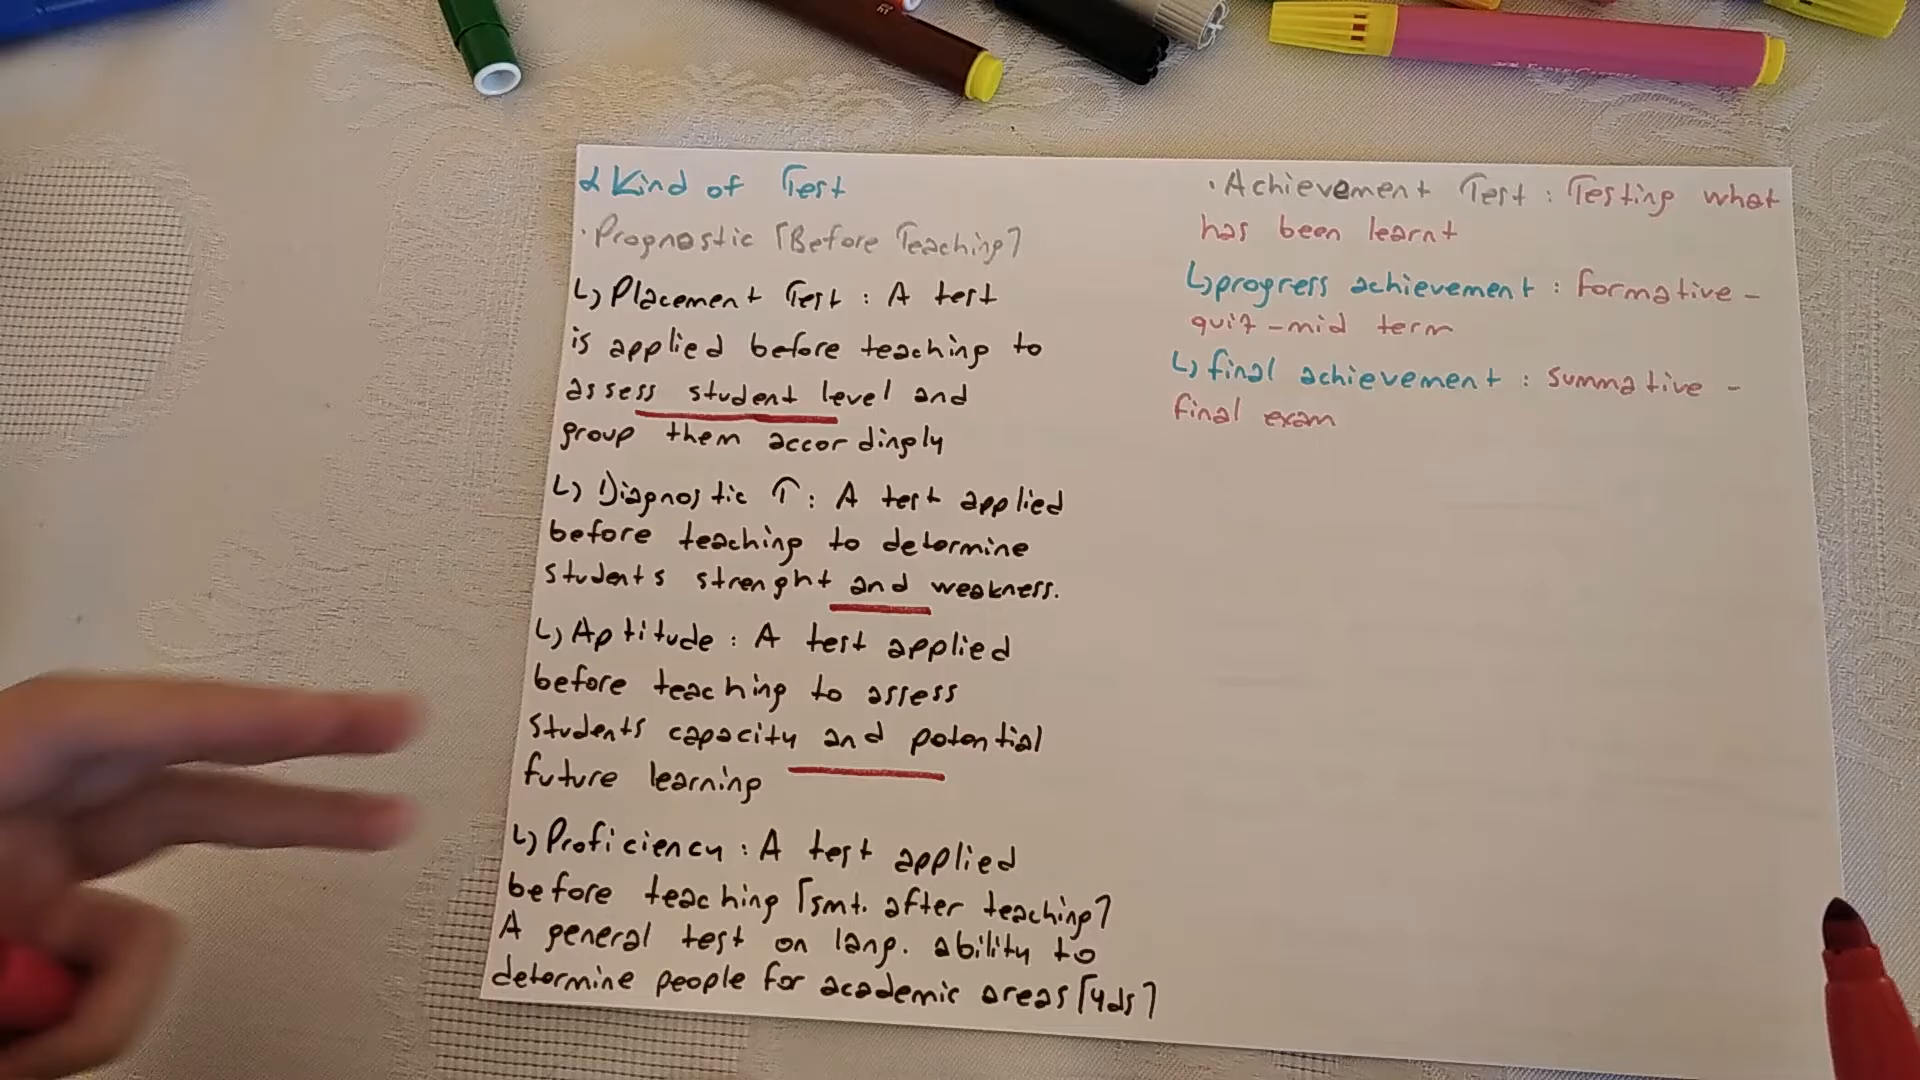 2 Kind of Test
· Prognostic [Before Teaching]
↳ Placement Test : A test
is applied before teaching to
assess student level and
group them accordingly
↳ Diagnostic T : A test applied
before teaching to determine
students strenght and weakness.
↳ Aptitude : A test applied
before teaching to assess
students capacity and potential
future learning
↳ Proficiency : A test applied
before teaching [smt. after teaching]
A general test on lang. ability to
determine people for academic areas [yds]
· Achievement Test : Testing what
has been learnt
↳ progress achievement : formative -
quiz - mid term
↳ final achievement : summative -
final exam